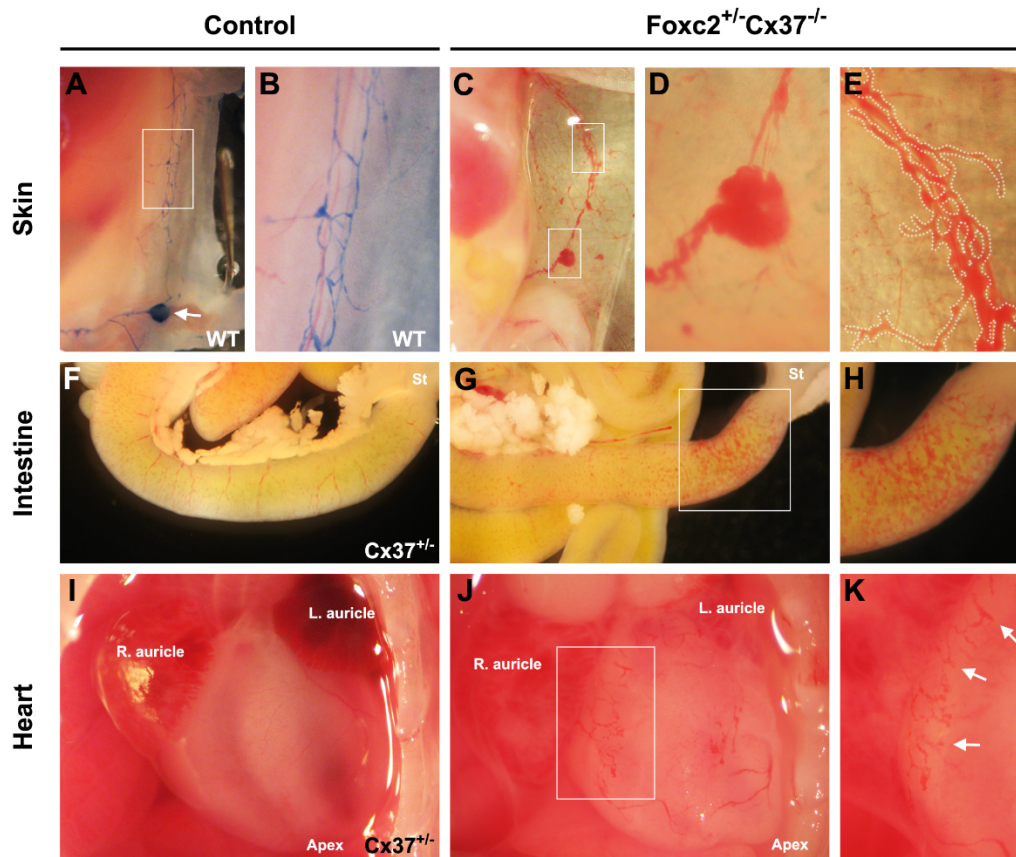 Control
Foxc2+/-Cx37-/-
Skin
A
WT
B
WT
C
D
E
Intestine
F
St
Cx37+/-
G
St
H
Heart
I
L. auricle
R. auricle
Apex
Cx37+/-
J
L. auricle
R. auricle
Apex
K